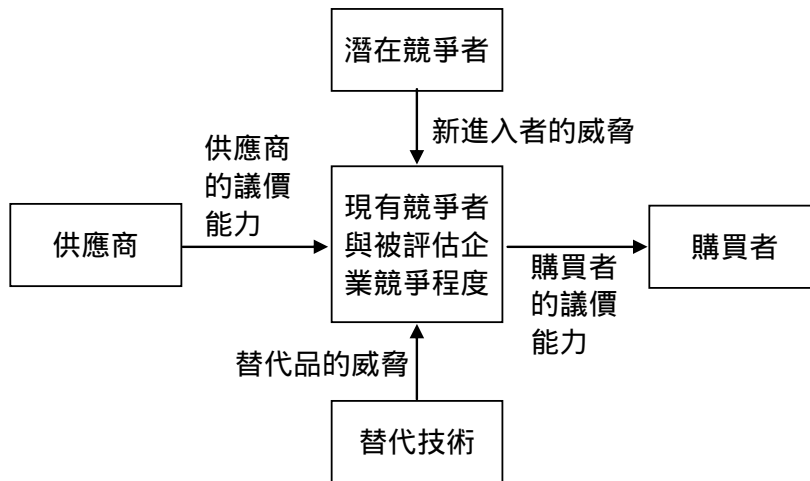 潛在競爭者
新進入者的威脅
供應商
的議價
能力
供應商
現有競爭者
與被評估企
業競爭程度
購買者
購買者
的議價
能力
替代品的威脅
替代技術